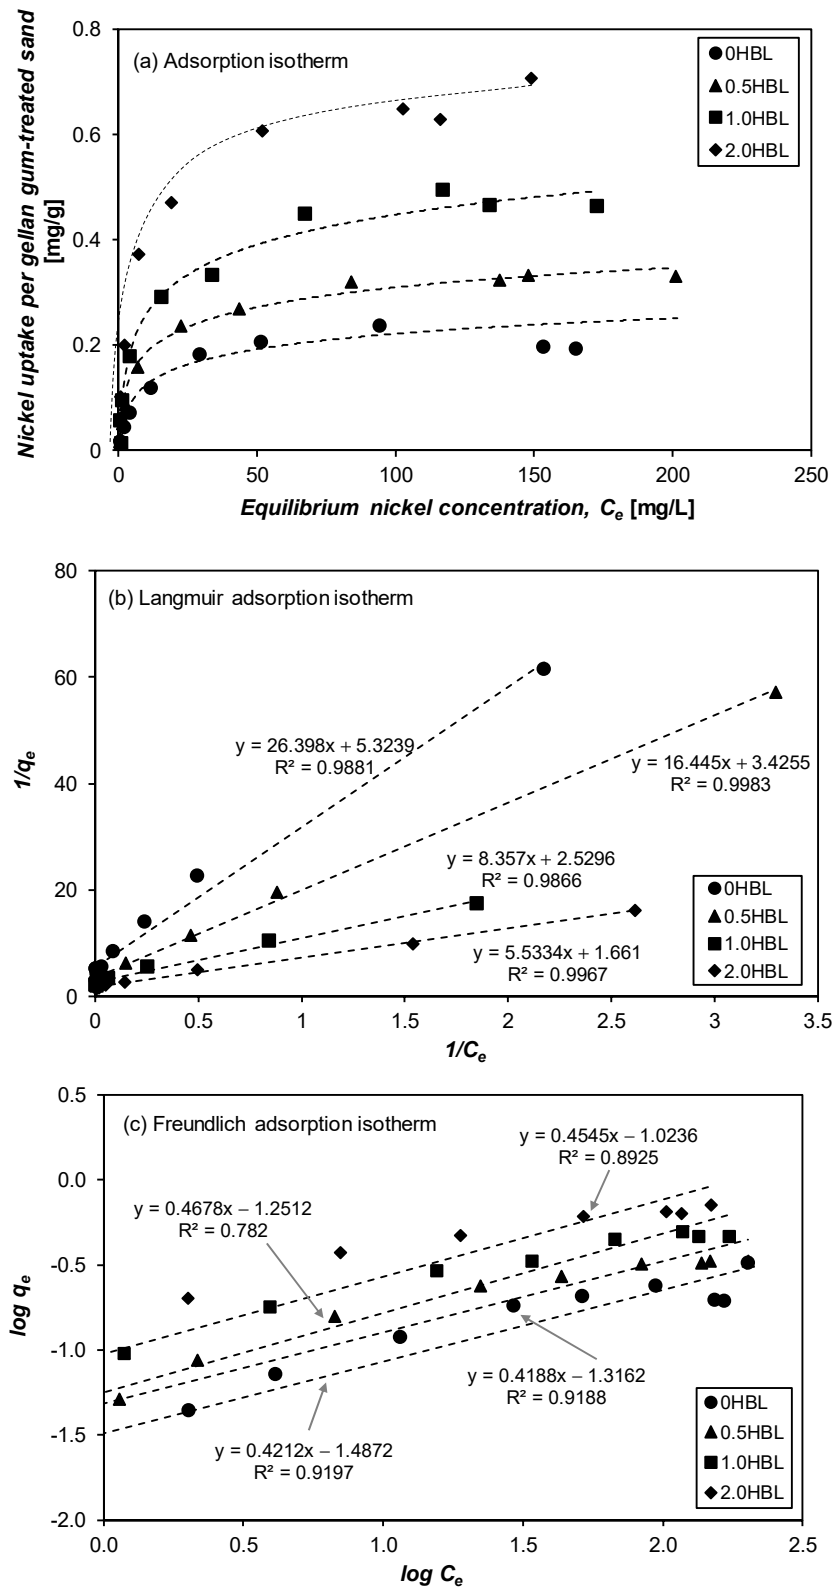 (a) Adsorption isotherm
0HBL
0.5HBL
1.0HBL
2.0HBL
Nickel uptake per gellan gum-treated sand
[mg/g]
0.8
0.6
0.4
0.2
0
0 50 100 150 200 250
Equilibrium nickel concentration, Ce [mg/L]
(b) Langmuir adsorption isotherm
80
60
40
20
0
1/qe
y = 26.398x + 5.3239
R² = 0.9881
y = 16.445x + 3.4255
R² = 0.9983
y = 8.357x + 2.5296
R² = 0.9866
y = 5.5334x + 1.661
R² = 0.9967
0HBL
0.5HBL
1.0HBL
2.0HBL
0 0.5 1 1.5 2 2.5 3 3.5
1/Ce
(c) Freundlich adsorption isotherm
0.5
0.0
-0.5
-1.0
-1.5
-2.0
log qe
y = 0.4545x – 1.0236
R² = 0.8925
y = 0.4678x – 1.2512
R² = 0.782
y = 0.4188x – 1.3162
R² = 0.9188
y = 0.4212x – 1.4872
R² = 0.9197
0HBL
0.5HBL
1.0HBL
2.0HBL
0.0 0.5 1.0 1.5 2.0 2.5
log Ce